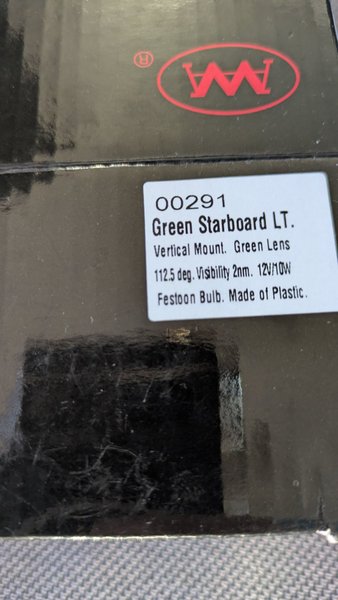 ®
00291
Green Starboard LT.
Vertical Mount. Green Lens
112.5 deg. Visibility 2nm. 12V/10W
Festoon Bulb. Made of Plastic.